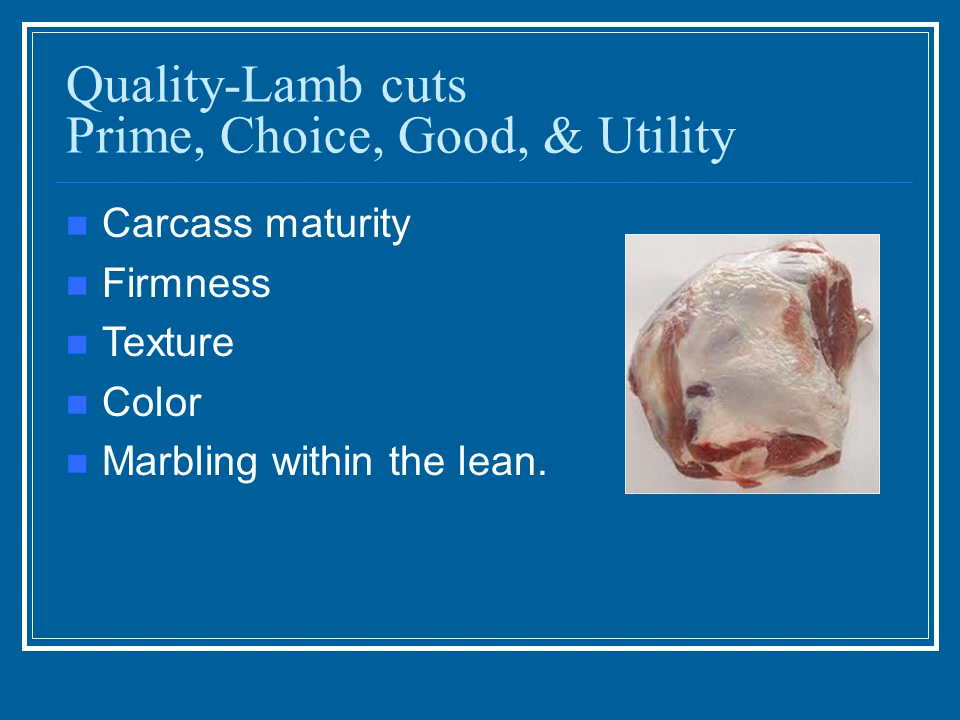 Quality-Lamb cuts
Prime, Choice, Good, & Utility
Carcass maturity
Firmness
Texture
Color
Marbling within the lean.